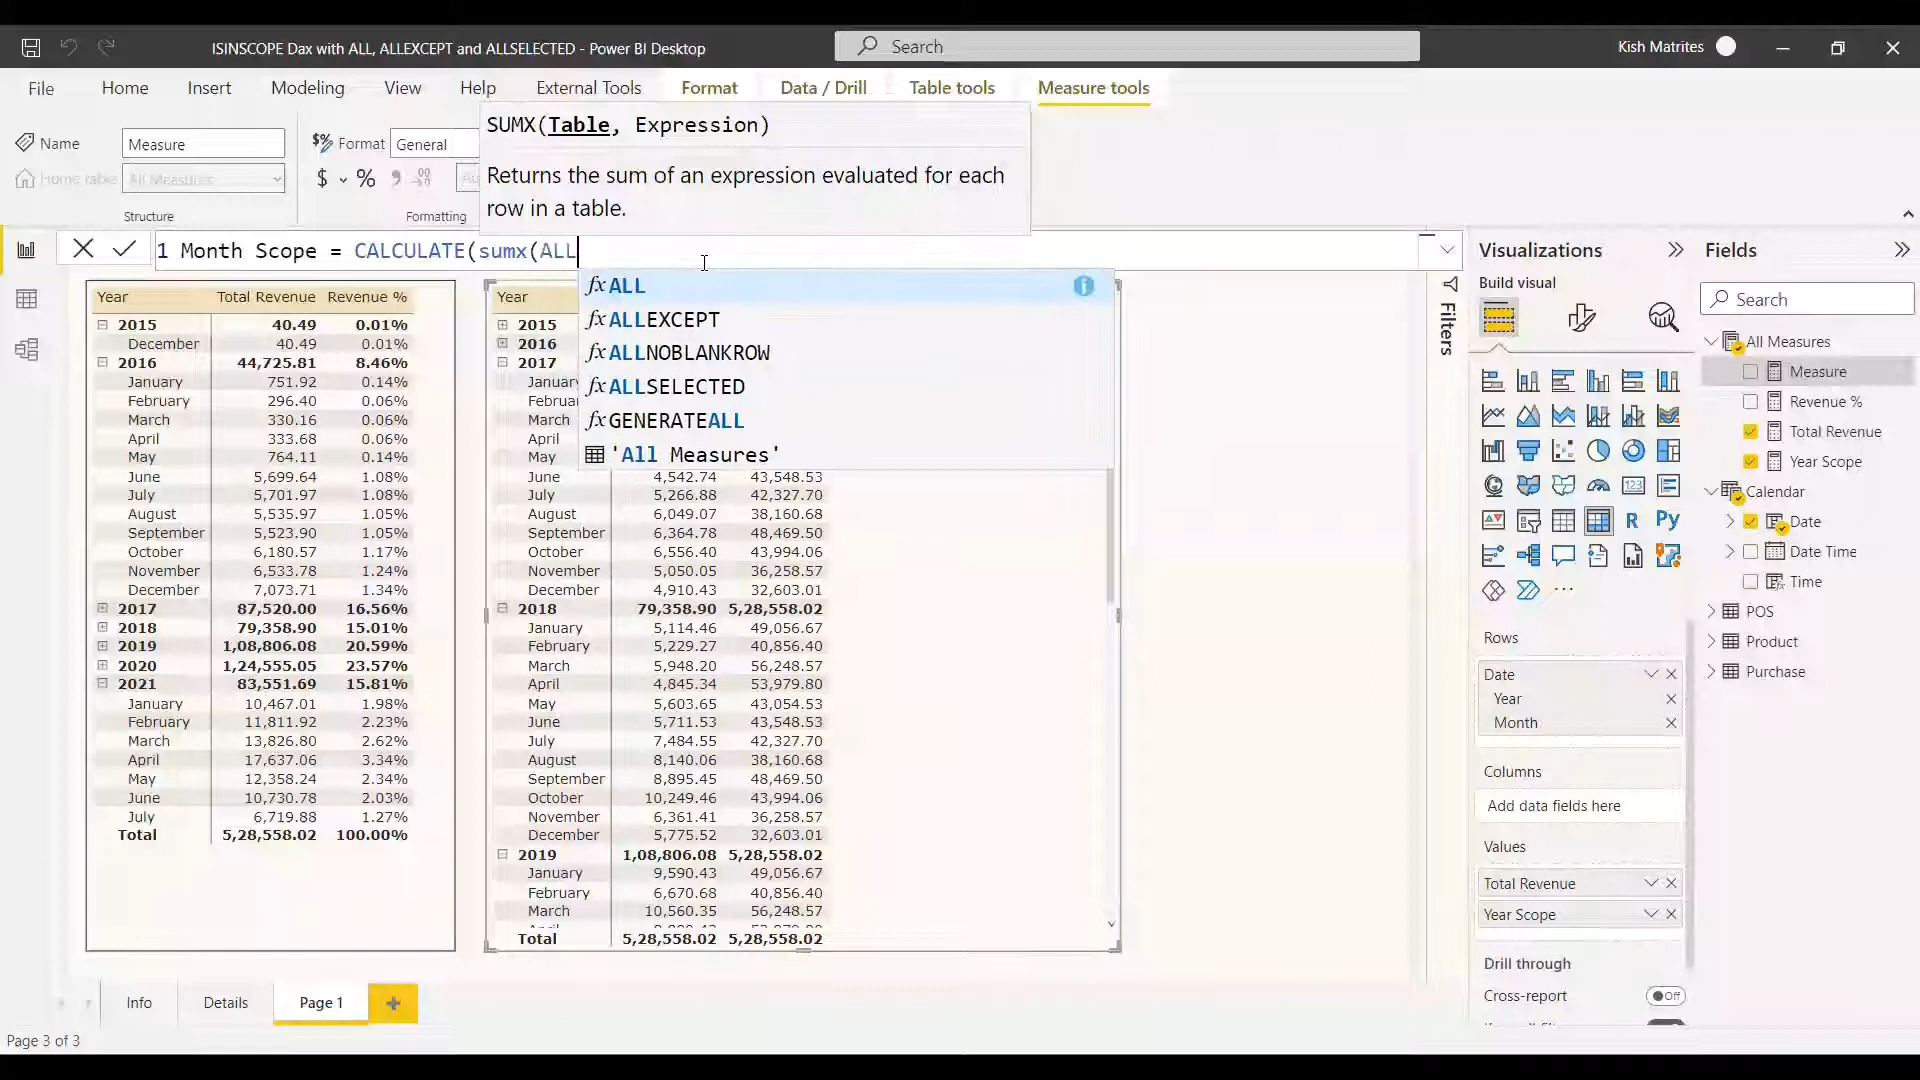 ISINSCOPE Dax with ALL, ALLEXCEPT and ALLSELECTED - Power BI Desktop
Search
Kish Matrites
File Home Insert Modeling View Help External Tools Format Data / Drill Table tools Measure tools
Name Measure
Format General
Home table All Measures
$ %
Structure
Formatting
SUMX(Table, Expression)
Returns the sum of an expression evaluated for each
row in a table.
1 Month Scope = CALCULATE(sumx(ALL
ALL
ALLEXCEPT
ALLNOBLANKROW
ALLSELECTED
GENERATEALL
'All Measures'
Year Total Revenue Revenue %
2015 40.49 0.01%
December 40.49 0.01%
2016 44,725.81 8.46%
January 751.92 0.14%
February 296.40 0.06%
March 330.16 0.06%
April 333.68 0.06%
May 764.11 0.14%
June 5,699.64 1.08%
July 5,701.97 1.08%
August 5,535.97 1.05%
September 5,523.90 1.05%
October 6,180.57 1.17%
November 6,533.78 1.24%
December 7,073.71 1.34%
2017 87,520.00 16.56%
2018 79,358.90 15.01%
2019 1,08,806.08 20.59%
2020 1,24,555.05 23.57%
2021 83,551.69 15.81%
January 10,467.01 1.98%
February 11,811.92 2.23%
March 13,826.80 2.62%
April 17,637.06 3.34%
May 12,358.24 2.34%
June 10,730.78 2.03%
July 6,719.88 1.27%
Total 5,28,558.02 100.00%
Year
2015
2016
2017
January
Februa
March
April
May
June 4,542.74 43,548.53
July 5,266.88 42,327.70
August 6,049.07 38,160.68
September 6,364.78 48,469.50
October 6,556.40 43,994.06
November 5,050.05 36,258.57
December 4,910.43 32,603.01
2018 79,358.90 5,28,558.02
January 5,114.46 49,056.67
February 5,229.27 40,856.40
March 5,948.20 56,248.57
April 4,845.34 53,979.80
May 5,603.65 43,054.53
June 5,711.53 43,548.53
July 7,484.55 42,327.70
August 8,140.06 38,160.68
September 8,895.45 48,469.50
October 10,249.46 43,994.06
November 6,361.41 36,258.57
December 5,775.52 32,603.01
2019 1,08,806.08 5,28,558.02
January 9,590.43 49,056.67
February 6,670.68 40,856.40
March 10,560.35 56,248.57
Total 5,28,558.02 5,28,558.02
Filters
Visualizations
Build visual
R Py
123
Rows
Date
Year
Month
Columns
Add data fields here
Values
Total Revenue
Year Scope
Drill through
Cross-report Off
Fields
Search
All Measures
Measure
Revenue %
Total Revenue
Year Scope
Calendar
Date
Date Time
Time
POS
Product
Purchase
Info Details Page 1 +
Page 3 of 3